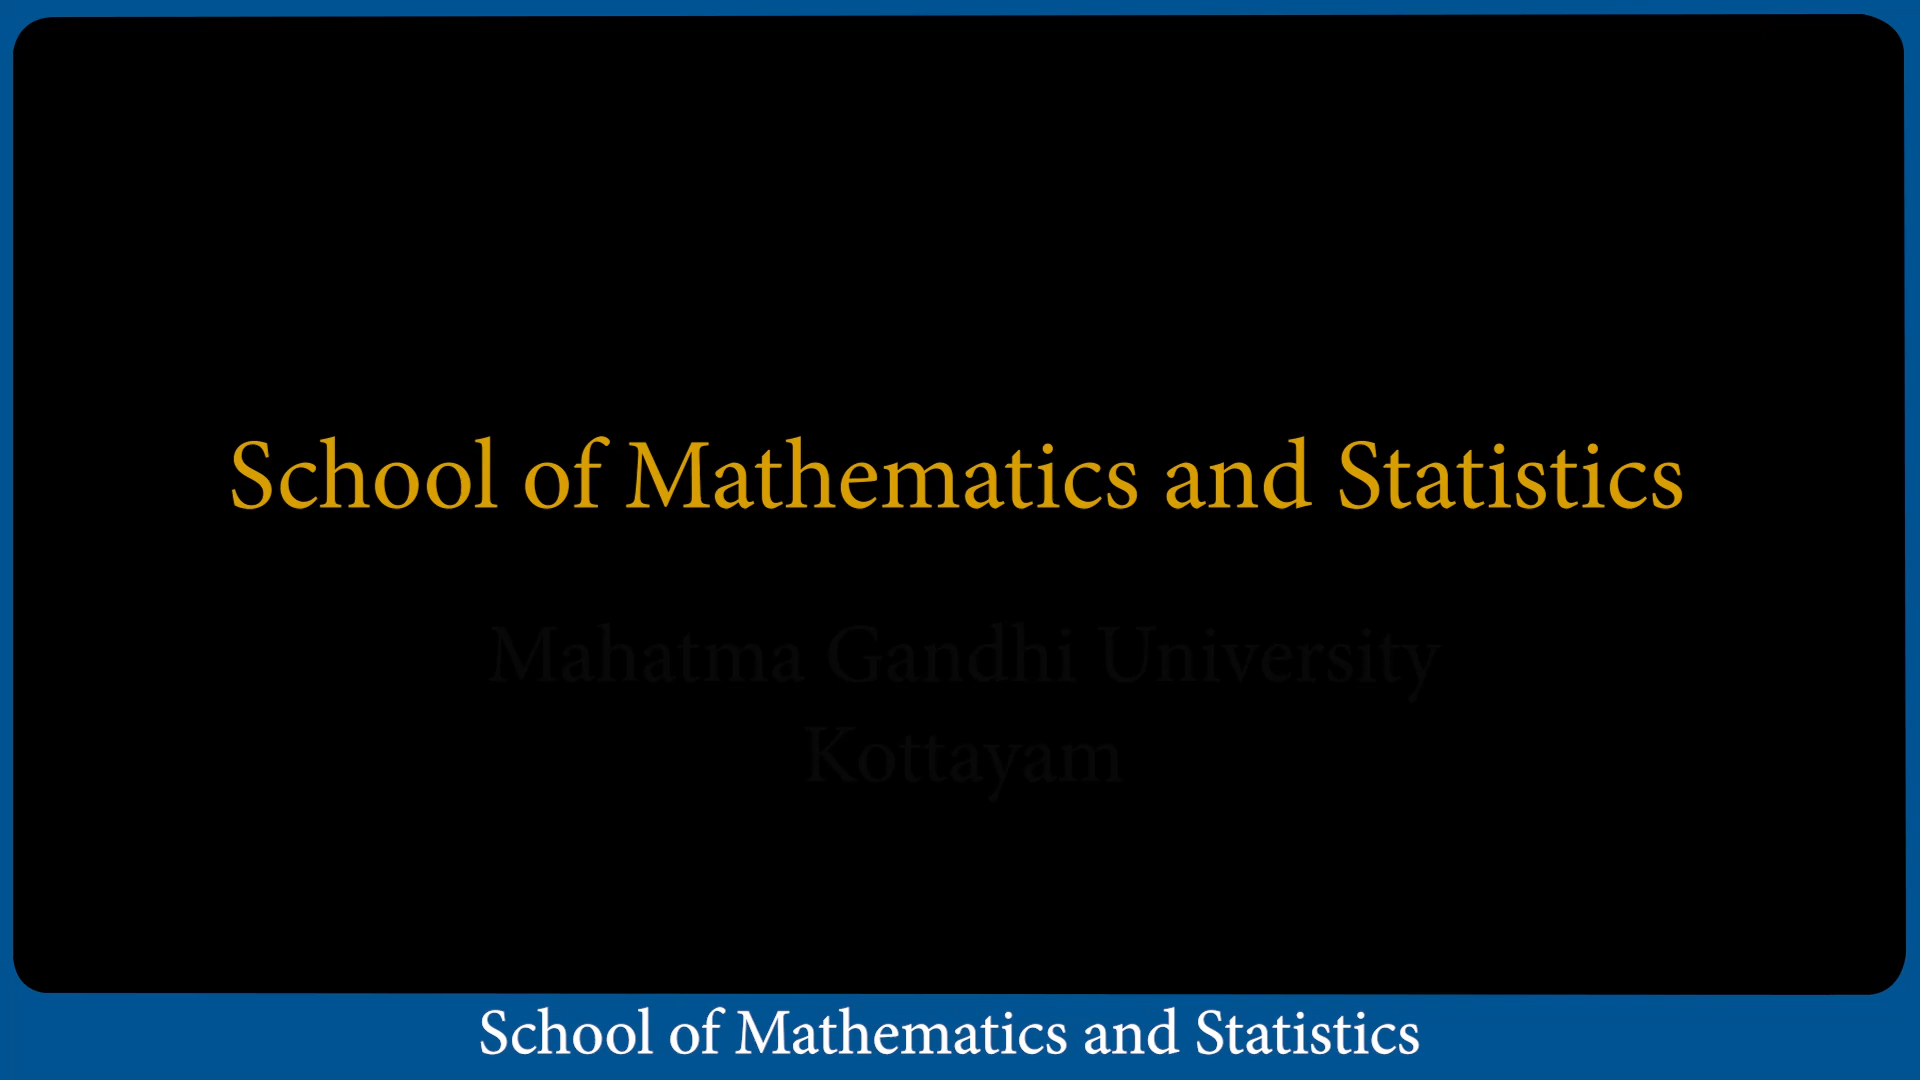 School of Mathematics and Statistics
Mahatma Gandhi University
Kottayam
School of Mathematics and Statistics